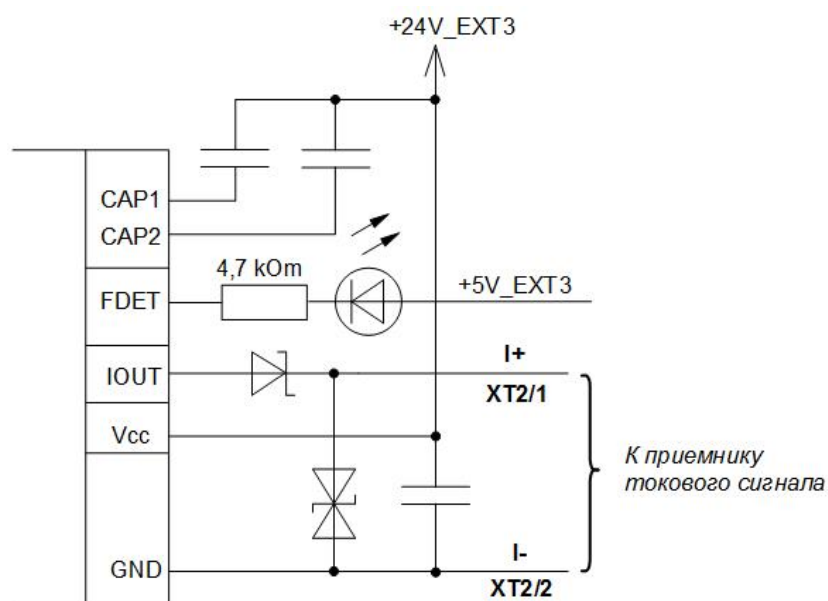 +24V_EXT3
CAP1
CAP2
4,7 kOm
FDET
+5V_EXT3
IOUT
I+
XT2/1
Vcc
К приемнику
токового сигнала
GND
I-
XT2/2